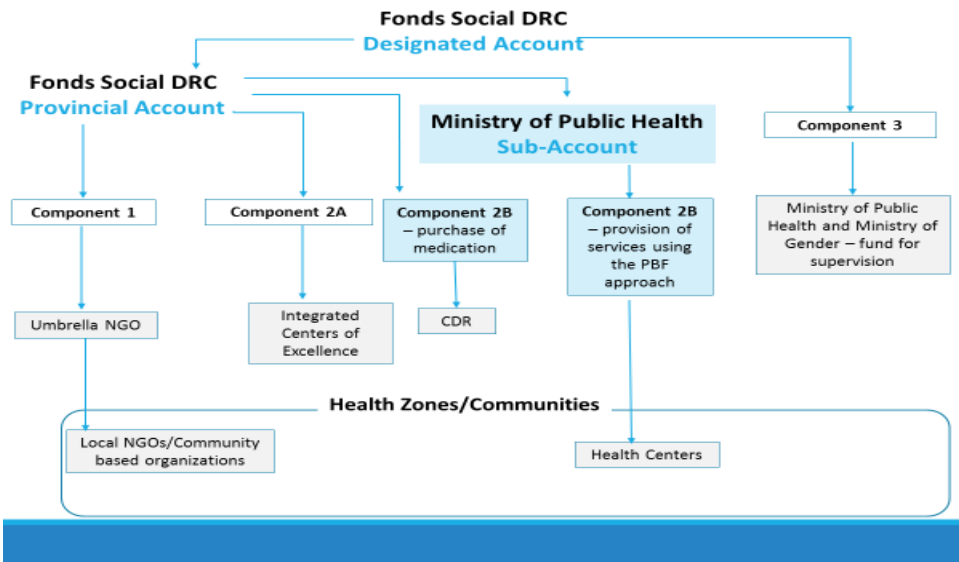 Fonds Social DRC
Designated Account
Fonds Social DRC
Provincial Account
Ministry of Public Health
Sub-Account
Component 3
Component 1
Component 2A
Component 2B
– purchase of
medication
Component 2B
– provision of
services using
the PBF
approach
Ministry of Public
Health and Ministry of
Gender – fund for
supervision
Umbrella NGO
Integrated
Centers of
Excellence
CDR
Health Zones/Communities
Local NGOs/Community
based organizations
Health Centers